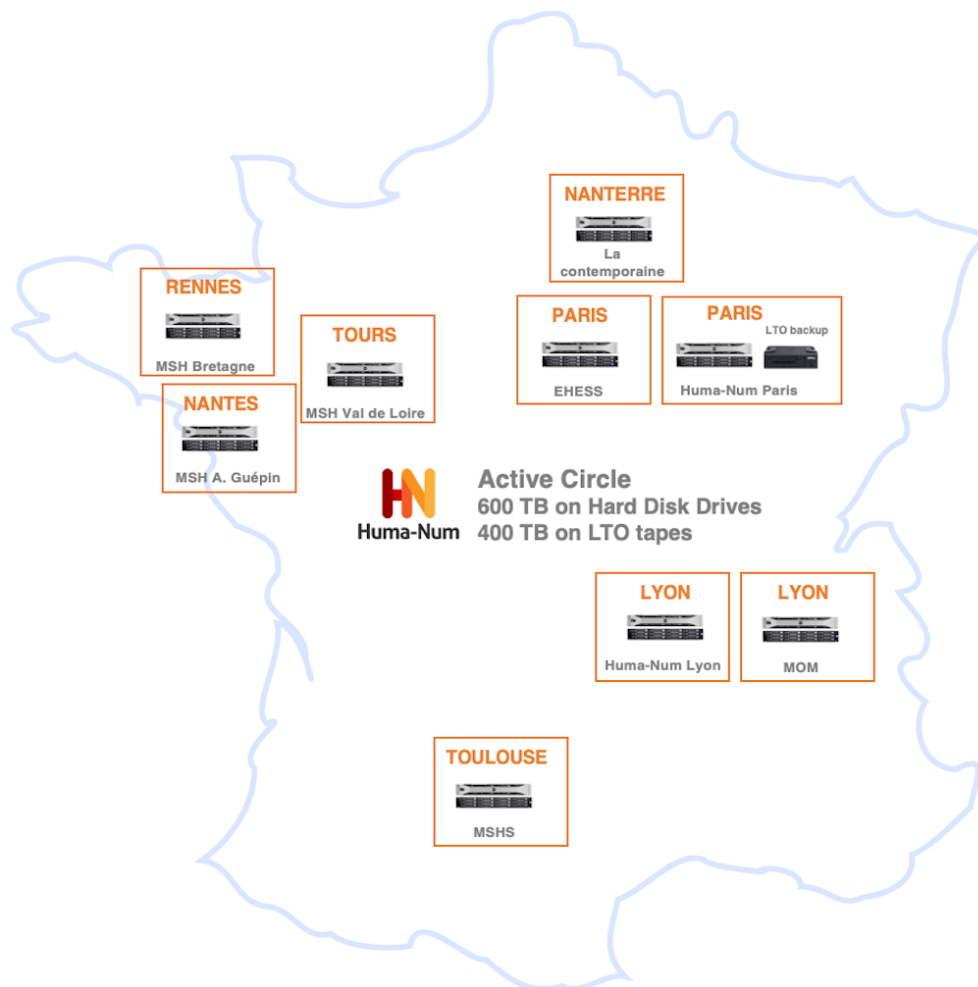 NANTERRE
La
contemporaine
RENNES
MSH Bretagne
TOURS
MSH Val de Loire
PARIS
EHESS
PARIS
LTO backup
Huma-Num Paris
NANTES
MSH A. Guépin
Huma-Num
Active Circle
600 TB on Hard Disk Drives
400 TB on LTO tapes
LYON
Huma-Num Lyon
LYON
MOM
TOULOUSE
MSHS